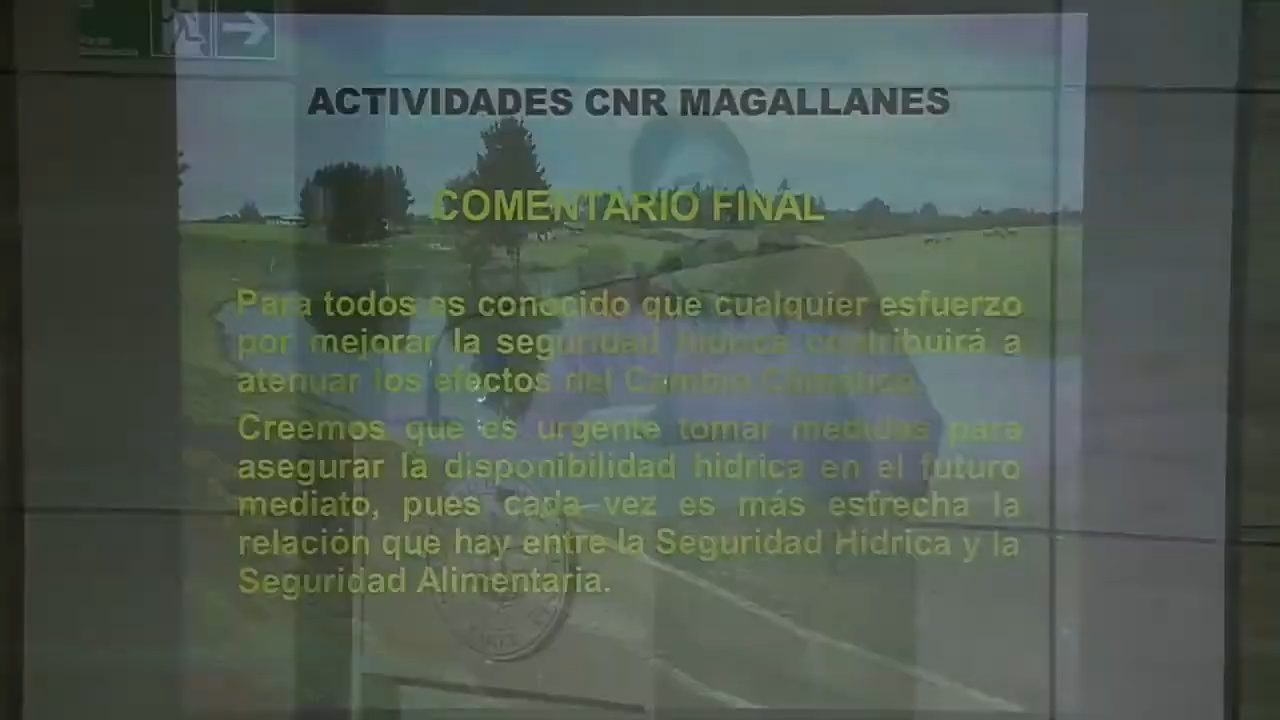 ACTIVIDADES CNR MAGALLANES
COMENTARIO FINAL
Para todos es conocido que cualquier esfuerzo
por mejorar la seguridad hídrica contribuirá a
atenuar los efectos del Cambio Climático.
Creemos que es urgente tomar medidas para
asegurar la disponibilidad hídrica en el futuro
mediato, pues cada vez es más estrecha la
relación que hay entre la Seguridad Hídrica y la
Seguridad Alimentaria.